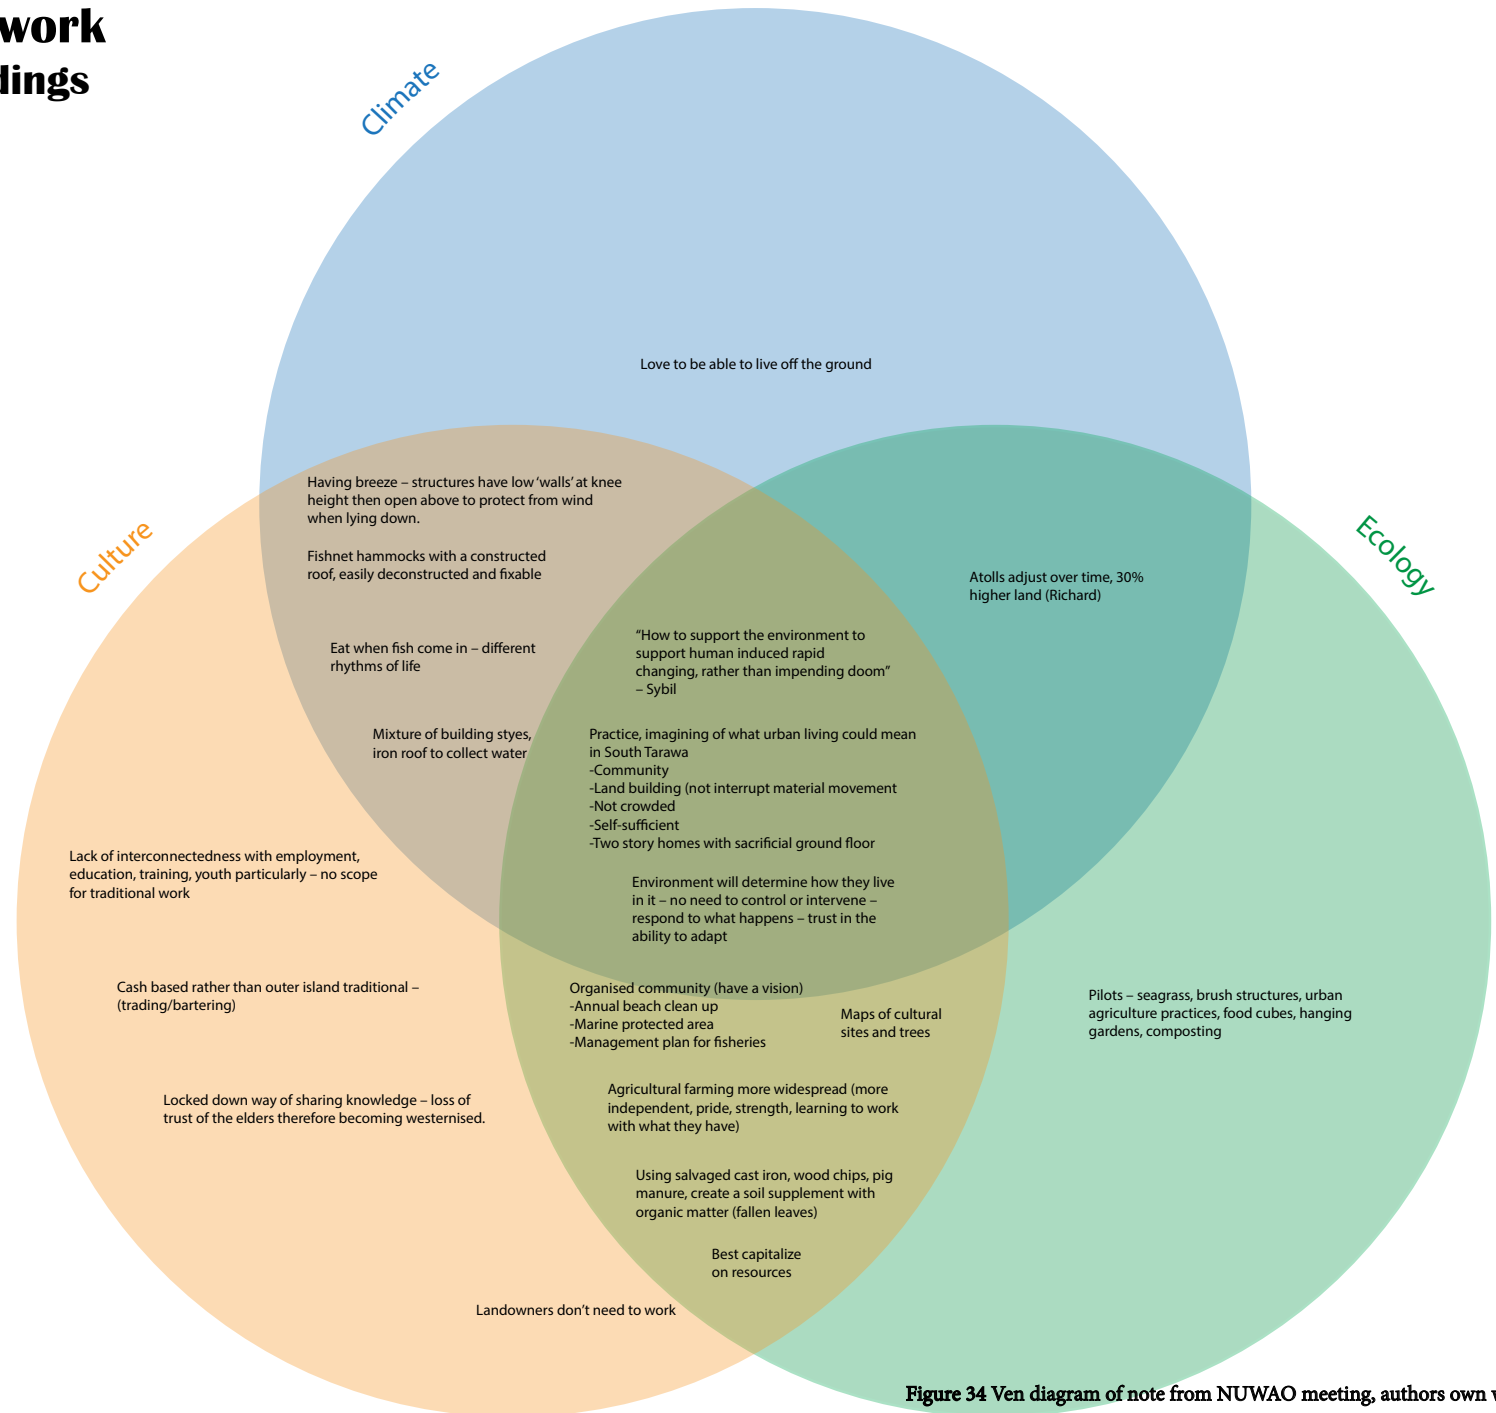 work
dings
Climate
Love to be able to live off the ground
Culture
Ecology
Having breeze – structures have low ‘walls’ at knee
height then open above to protect from wind
when lying down.
Fishnet hammocks with a constructed
roof, easily deconstructed and fixable
Atolls adjust over time, 30%
higher land (Richard)
Eat when fish come in – different
rhythms of life
“How to support the environment to
support human induced rapid
changing, rather than impending doom”
– Sybil
Mixture of building styes,
iron roof to collect water
Practice, imagining of what urban living could mean
in South Tarawa
-Community
-Land building (not interrupt material movement
-Not crowded
-Self-sufficient
-Two story homes with sacrificial ground floor
Lack of interconnectedness with employment,
education, training, youth particularly – no scope
for traditional work
Environment will determine how they live
in it – no need to control or intervene –
respond to what happens – trust in the
ability to adapt
Cash based rather than outer island traditional –
(trading/bartering)
Organised community (have a vision)
-Annual beach clean up
-Marine protected area
-Management plan for fisheries
Maps of cultural
sites and trees
Pilots – seagrass, brush structures, urban
agriculture practices, food cubes, hanging
gardens, composting
Locked down way of sharing knowledge – loss of
trust of the elders therefore becoming westernised.
Agricultural farming more widespread (more
independent, pride, strength, learning to work
with what they have)
Using salvaged cast iron, wood chips, pig
manure, create a soil supplement with
organic matter (fallen leaves)
Best capitalize
on resources
Landowners don’t need to work
Figure 34 Ven diagram of note from NUWAO meeting, authors own